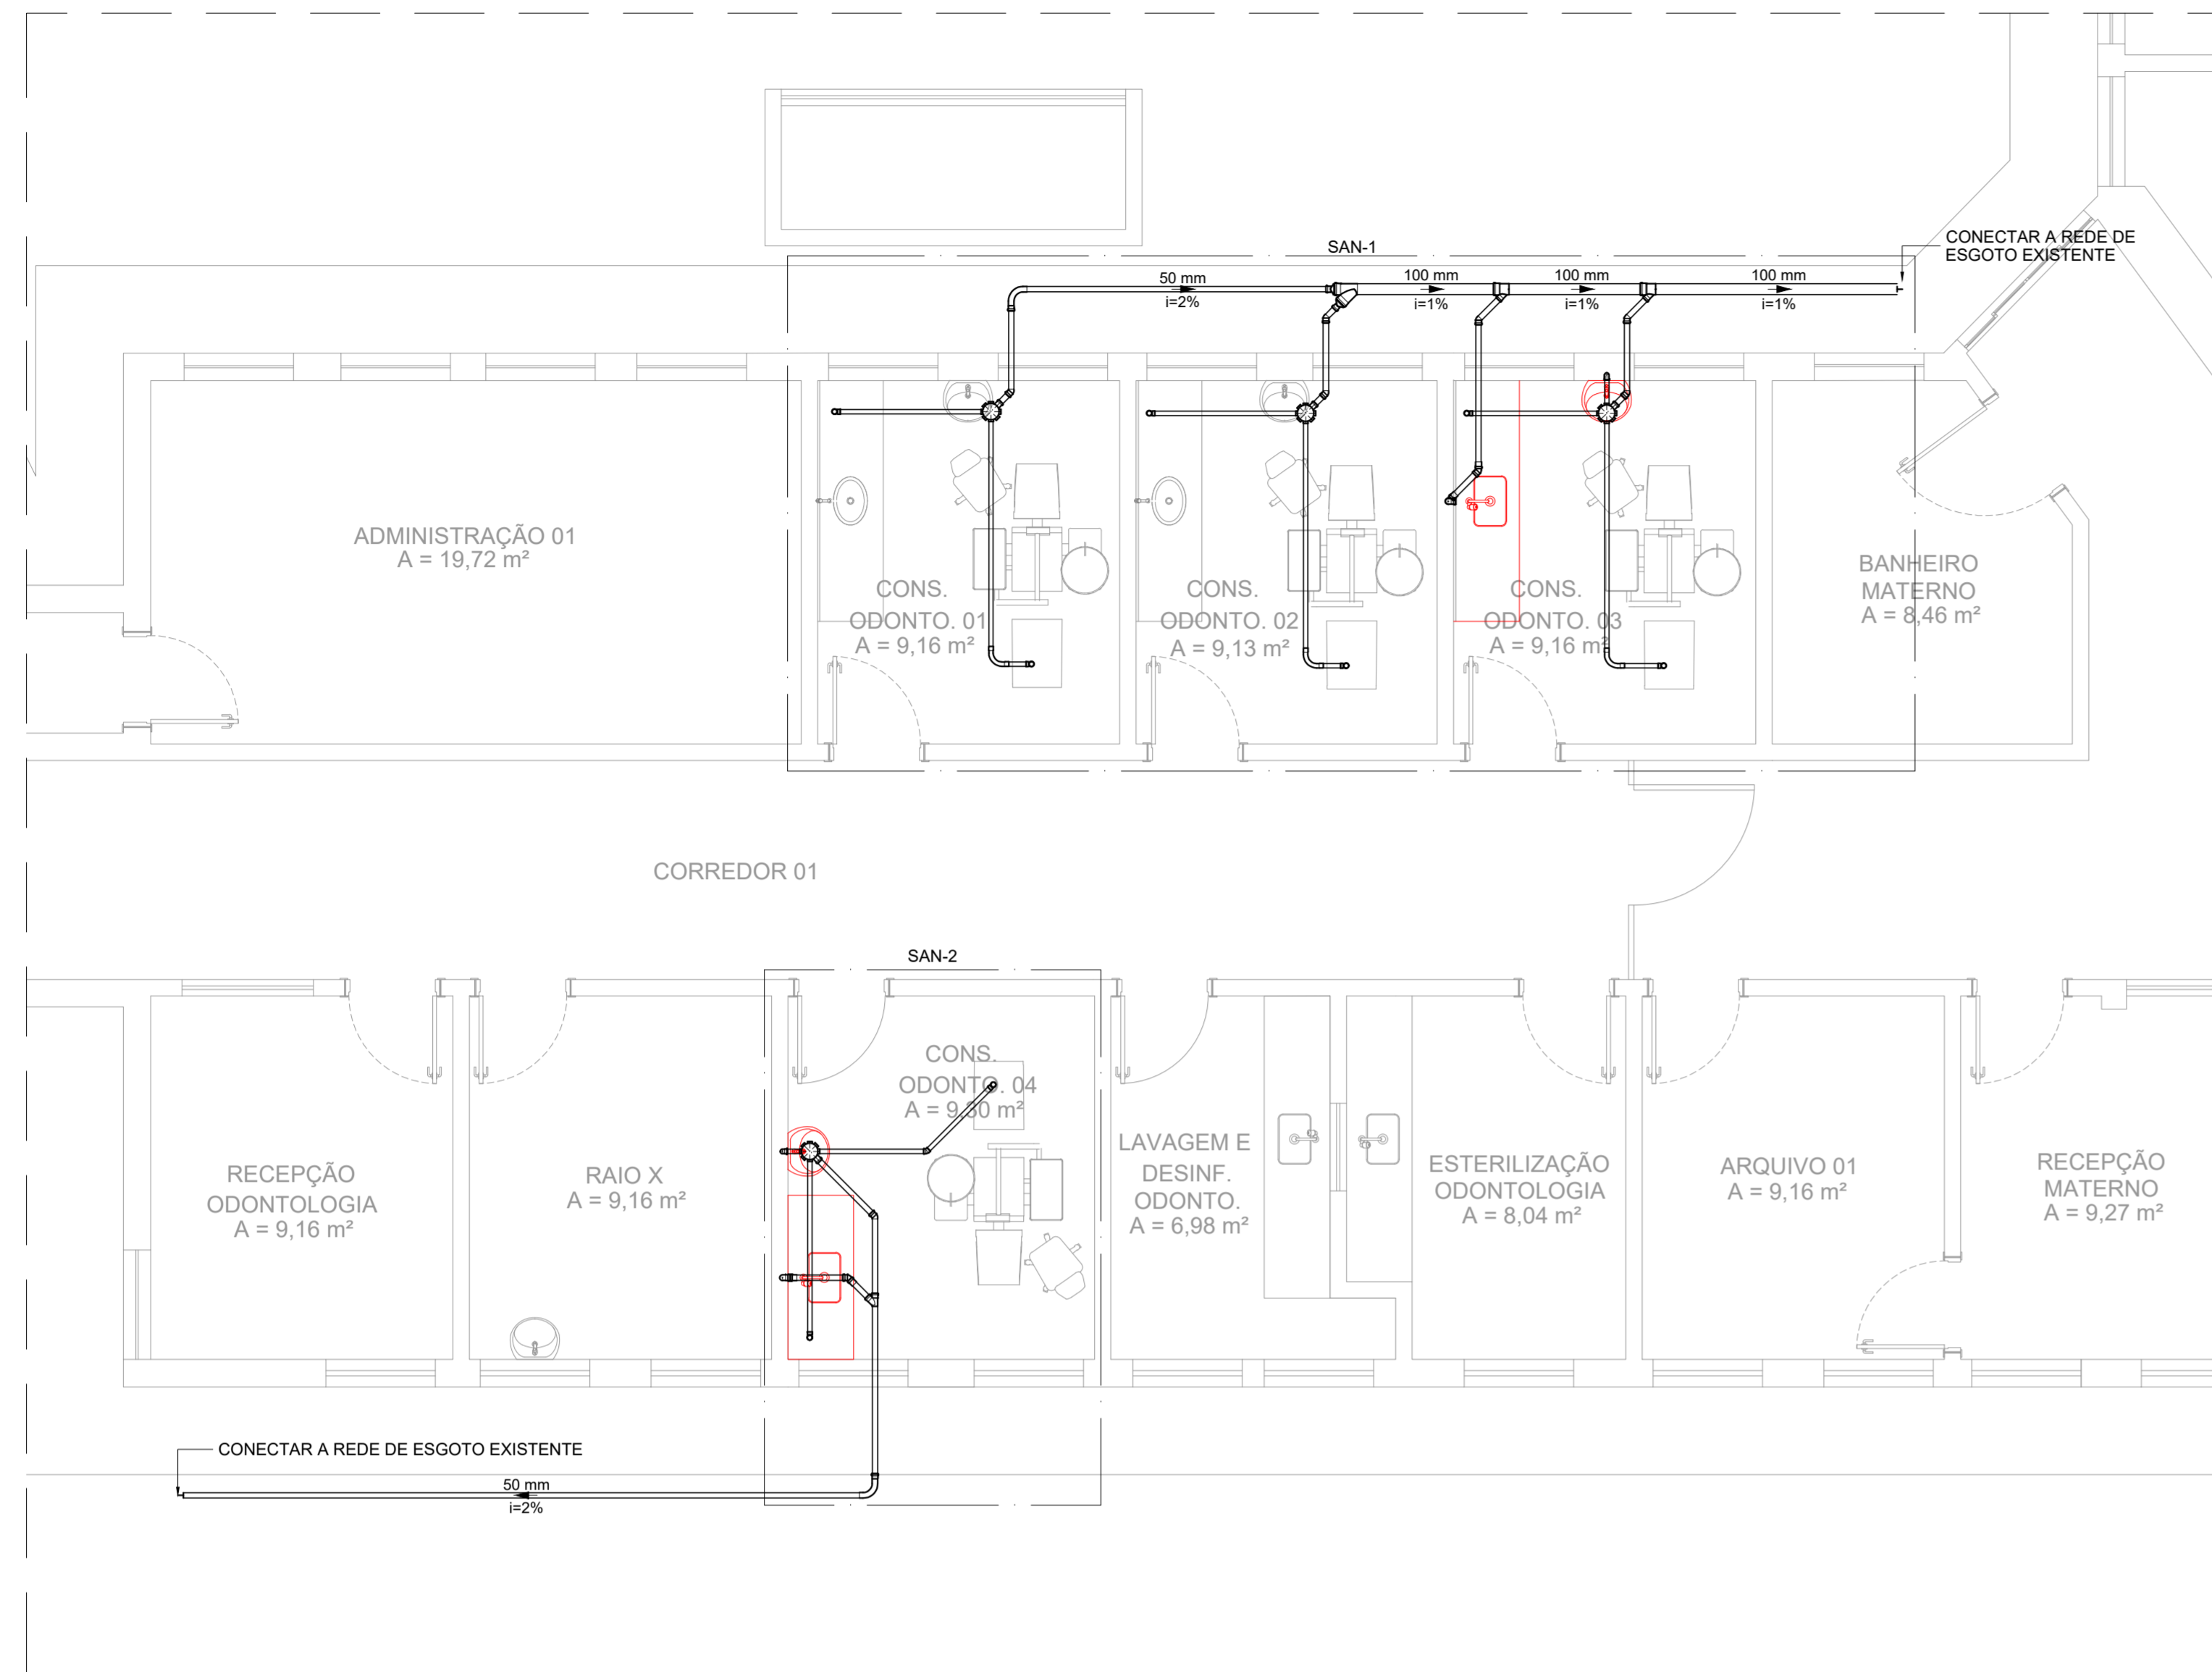 SAN-1
CONECTAR A REDE DE
ESGOTO EXISTENTE
50 mm
i=2%
100 mm
i=1%
100 mm
i=1%
100 mm
i=1%
ADMINISTRAÇÃO 01
A = 19,72 m²
CONS.
ODONTO. 01
A = 9,16 m²
CONS.
ODONTO. 02
A = 9,13 m²
CONS.
ODONTO. 03
A = 9,16 m²
BANHEIRO
MATERNO
A = 8,46 m²
CORREDOR 01
SAN-2
RECEPÇÃO
ODONTOLOGIA
A = 9,16 m²
RAIO X
A = 9,16 m²
CONS.
ODONTO. 04
A = 9,30 m²
LAVAGEM E
DESINF.
ODONTO.
A = 6,98 m²
ESTERILIZAÇÃO
ODONTOLOGIA
A = 8,04 m²
ARQUIVO 01
A = 9,16 m²
RECEPÇÃO
MATERNO
A = 9,27 m²
CONECTAR A REDE DE ESGOTO EXISTENTE
50 mm
i=2%